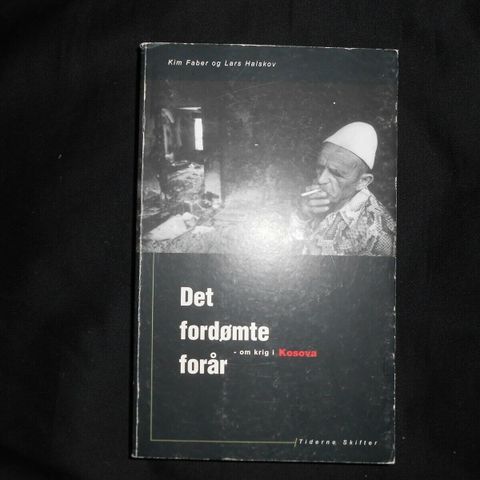 Kim Faber og Lars Halskov
Det
fordømte
- om krig i Kosova
forår
Tiderne Skifter